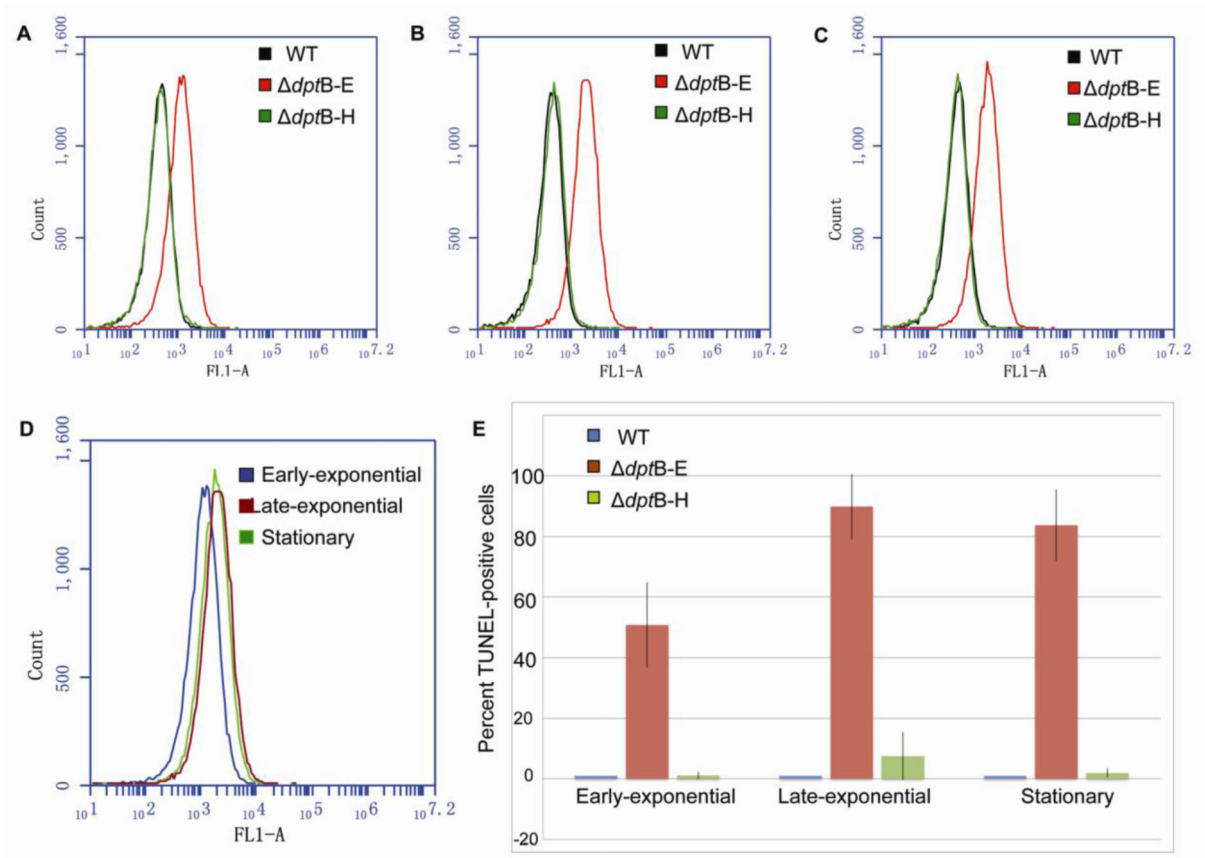 A
1,600
1,000
500
0
Count
WT
ΔdptB-E
ΔdptB-H
10^1 10^2 10^3 10^4 10^5 10^6 10^7.2
FL1-A
B
1,600
1,000
500
0
Count
WT
ΔdptB-E
ΔdptB-H
10^1 10^2 10^3 10^4 10^5 10^6 10^7.2
FL1-A
C
1,600
1,000
500
0
Count
WT
ΔdptB-E
ΔdptB-H
10^1 10^2 10^3 10^4 10^5 10^6 10^7.2
FL1-A
D
1,600
1,000
500
0
Count
Early-exponential
Late-exponential
Stationary
10^1 10^2 10^3 10^4 10^5 10^6 10^7.2
FL1-A
E
Percent TUNEL-positive cells
WT
ΔdptB-E
ΔdptB-H
100
80
60
40
20
0
-20
Early-exponential Late-exponential Stationary